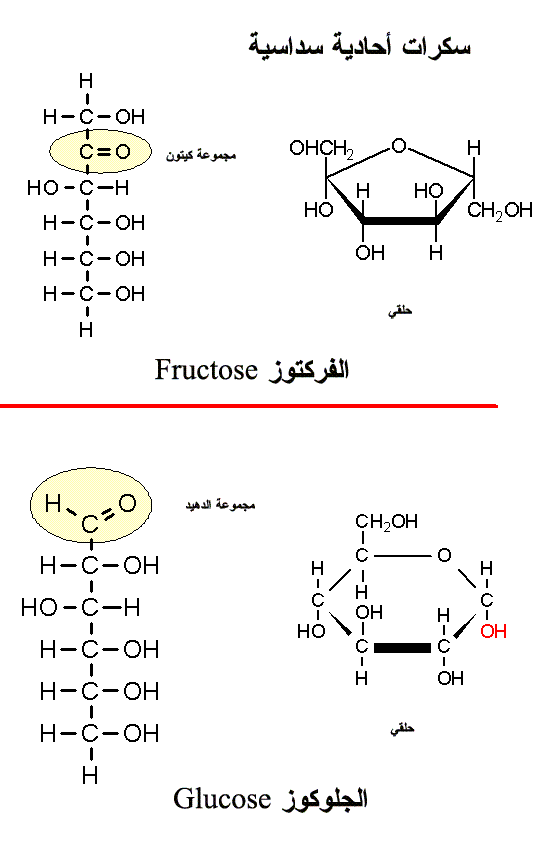 سكرات أحادية سداسية
H
H-C-OH
C=O
مجموعة كيتون
HO-C-H
H-C-OH
H-C-OH
H-C-OH
H
OHCH2
O
H
HO
H
HO
CH2OH
OH
H
حلقي
الفركتوز Fructose
H
O
C
مجموعة الدهيد
H-C-OH
HO-C-H
H-C-OH
H-C-OH
H-C-OH
H
CH2OH
C
O
H
H
H
C
OH
H
C
HO
OH
C
C
H
OH
حلقي
الجلوكوز Glucose